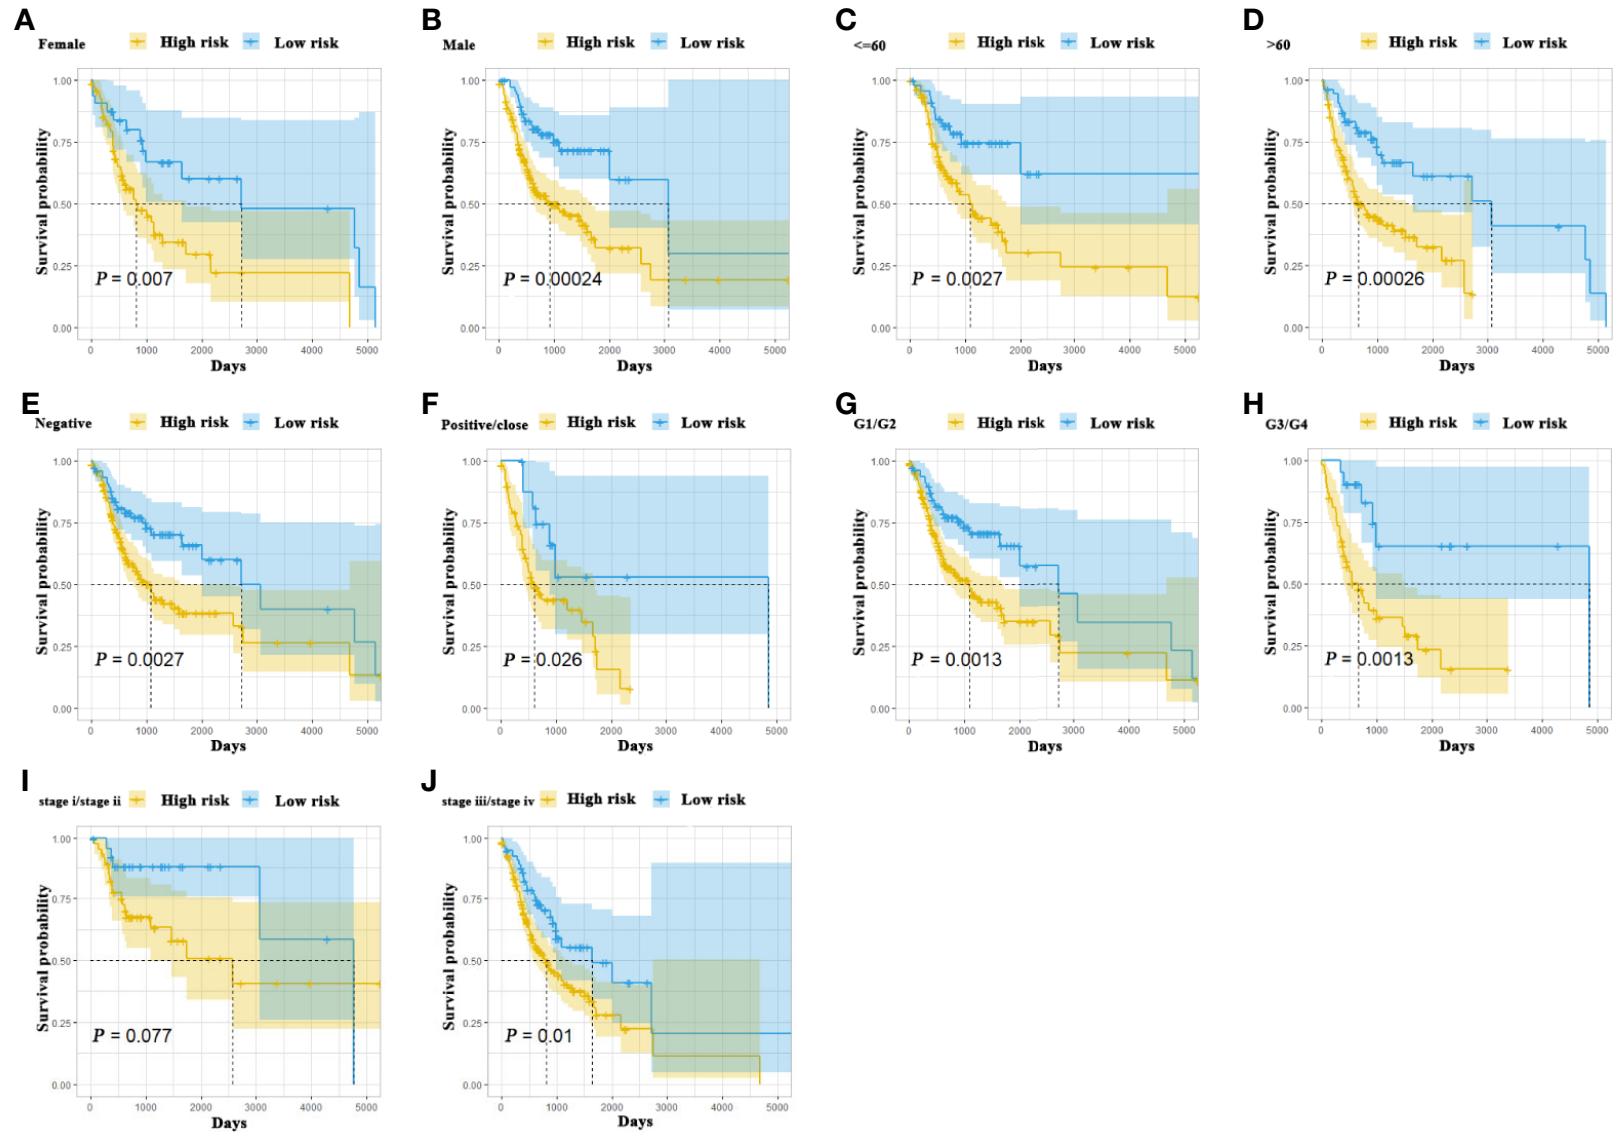 A
Female High risk Low risk
Survival probability
1.00
0.75
0.50
0.25
0.00
P = 0.007
0 1000 2000 3000 4000 5000
Days
B
Male High risk Low risk
Survival probability
1.00
0.75
0.50
0.25
0.00
P = 0.00024
0 1000 2000 3000 4000 5000
Days
C
<=60 High risk Low risk
Survival probability
1.00
0.75
0.50
0.25
0.00
P = 0.0027
0 1000 2000 3000 4000 5000
Days
D
>60 High risk Low risk
Survival probability
1.00
0.75
0.50
0.25
0.00
P = 0.00026
0 1000 2000 3000 4000 5000
Days
E
Negative High risk Low risk
Survival probability
1.00
0.75
0.50
0.25
0.00
P = 0.0027
0 1000 2000 3000 4000 5000
Days
F
Positive/close High risk Low risk
Survival probability
1.00
0.75
0.50
0.25
0.00
P = 0.026
0 1000 2000 3000 4000 5000
Days
G
G1/G2 High risk Low risk
Survival probability
1.00
0.75
0.50
0.25
0.00
P = 0.0013
0 1000 2000 3000 4000 5000
Days
H
G3/G4 High risk Low risk
Survival probability
1.00
0.75
0.50
0.25
0.00
P = 0.0013
0 1000 2000 3000 4000 5000
Days
I
stage i/stage ii High risk Low risk
Survival probability
1.00
0.75
0.50
0.25
0.00
P = 0.077
0 1000 2000 3000 4000 5000
Days
J
stage iii/stage iv High risk Low risk
Survival probability
1.00
0.75
0.50
0.25
0.00
P = 0.01
0 1000 2000 3000 4000 5000
Days